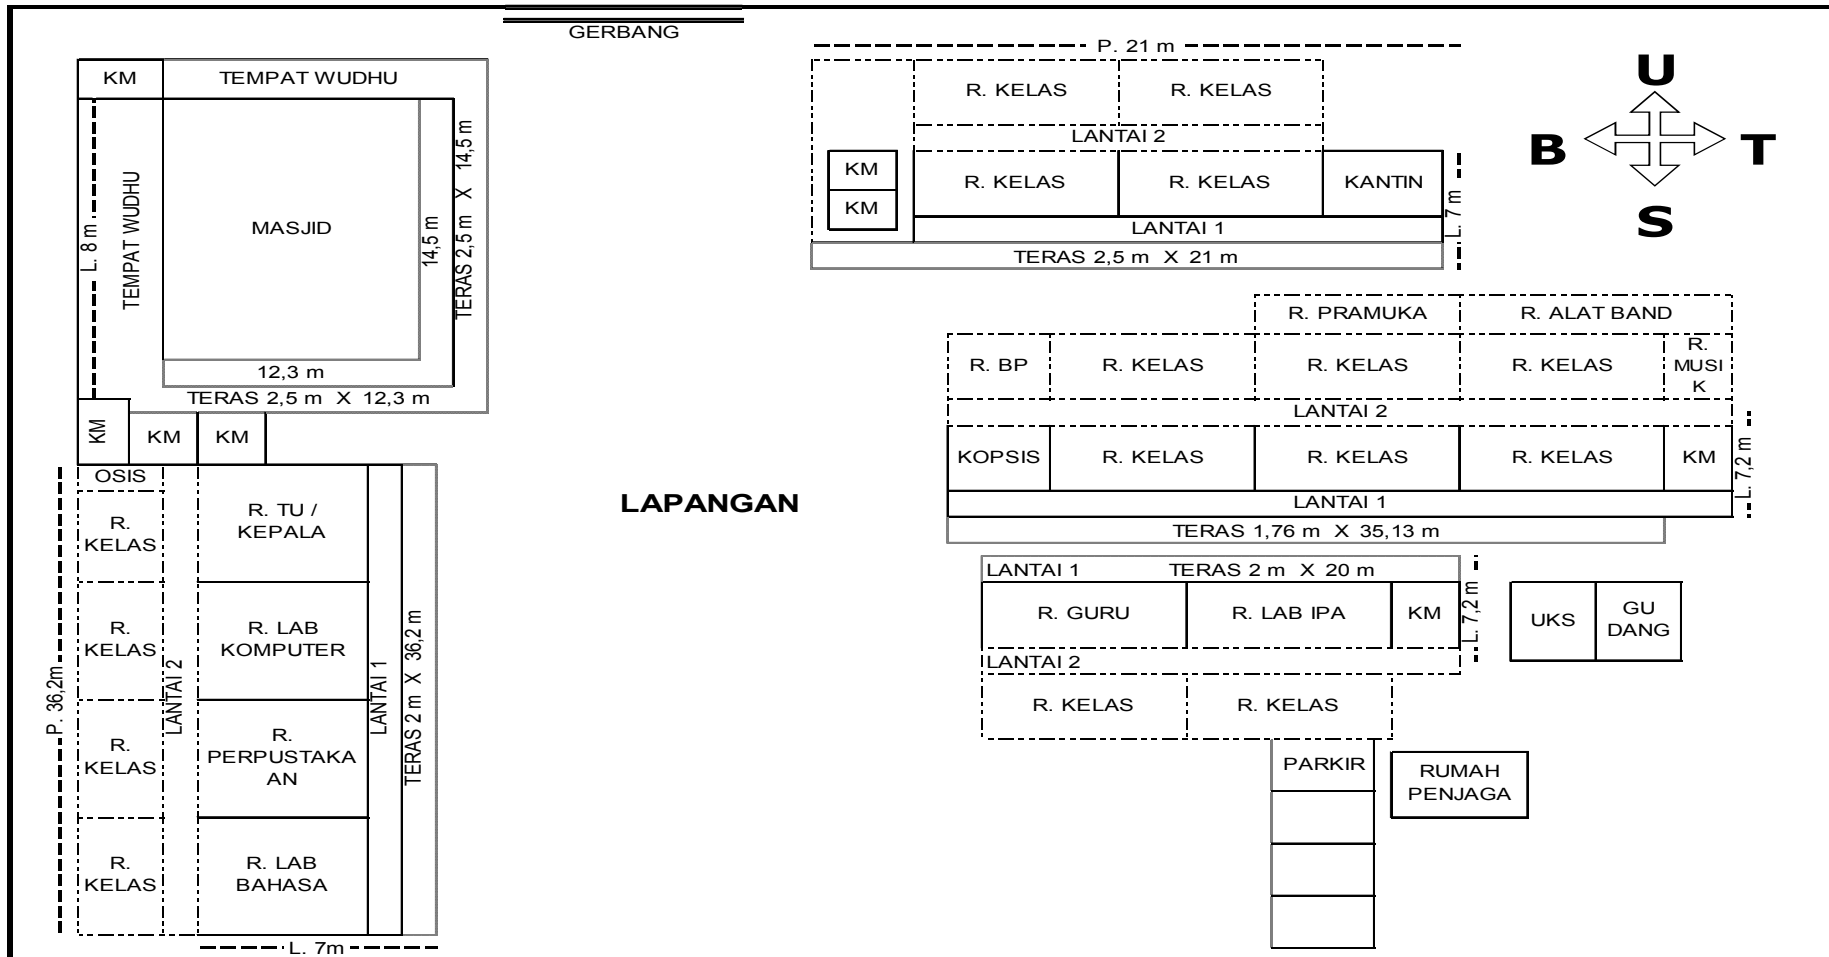 GERBANG
KM
TEMPAT WUDHU
L. 8 m
TEMPAT WUDHU
MASJID
14,5 m
TERAS 2,5 m X 14,5 m
12,3 m
TERAS 2,5 m X 12,3 m
KM
KM
KM
P. 21 m
R. KELAS
R. KELAS
LANTAI 2
KM
KM
R. KELAS
R. KELAS
KANTIN
LANTAI 1
L. 7 m
TERAS 2,5 m X 21 m
U
B
T
S
R. PRAMUKA
R. ALAT BAND
R. BP
R. KELAS
R. KELAS
R. KELAS
R.
MUSI
K
LANTAI 2
KOPSIS
R. KELAS
R. KELAS
R. KELAS
KM
L. 7,2 m
LANTAI 1
TERAS 1,76 m X 35,13 m
LAPANGAN
OSIS
R.
KELAS
R.
KELAS
R.
KELAS
R.
KELAS
P. 36,2m
LANTAI 2
R. TU /
KEPALA
R. LAB
KOMPUTER
R.
PERPUSTAKA
AN
R. LAB
BAHASA
LANTAI 1
TERAS 2 m X 36,2 m
L. 7m
LANTAI 1
TERAS 2 m X 20 m
R. GURU
R. LAB IPA
KM
L. 7,2 m
LANTAI 2
R. KELAS
R. KELAS
UKS
GU
DANG
PARKIR
RUMAH
PENJAGA